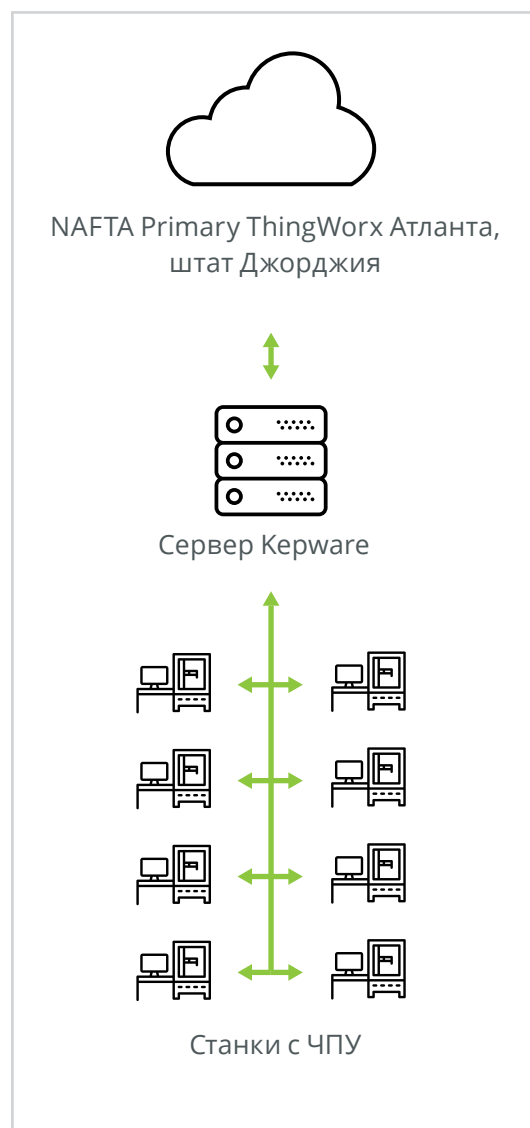 NAFTA Primary ThingWorx Атланта,
штат Джорджия
Сервер Kepware
Станки с ЧПУ